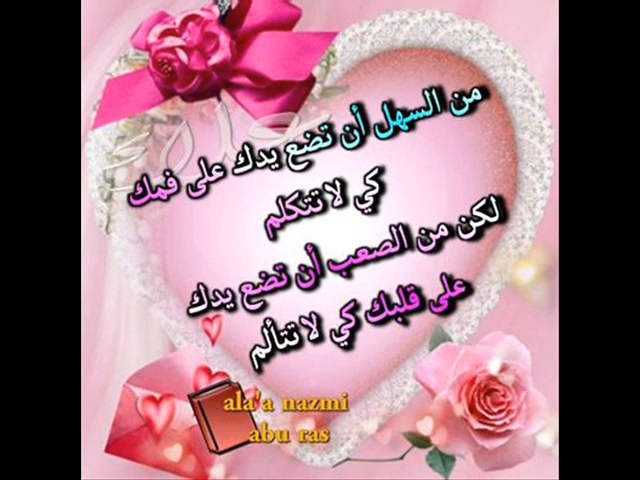 من السهل أن تضع يدك على فمك
كي لا تتكلم
لكن من الصعب أن تضع يدك
على قلبك كي لا تتألم
ala'a nazmi
abu ras